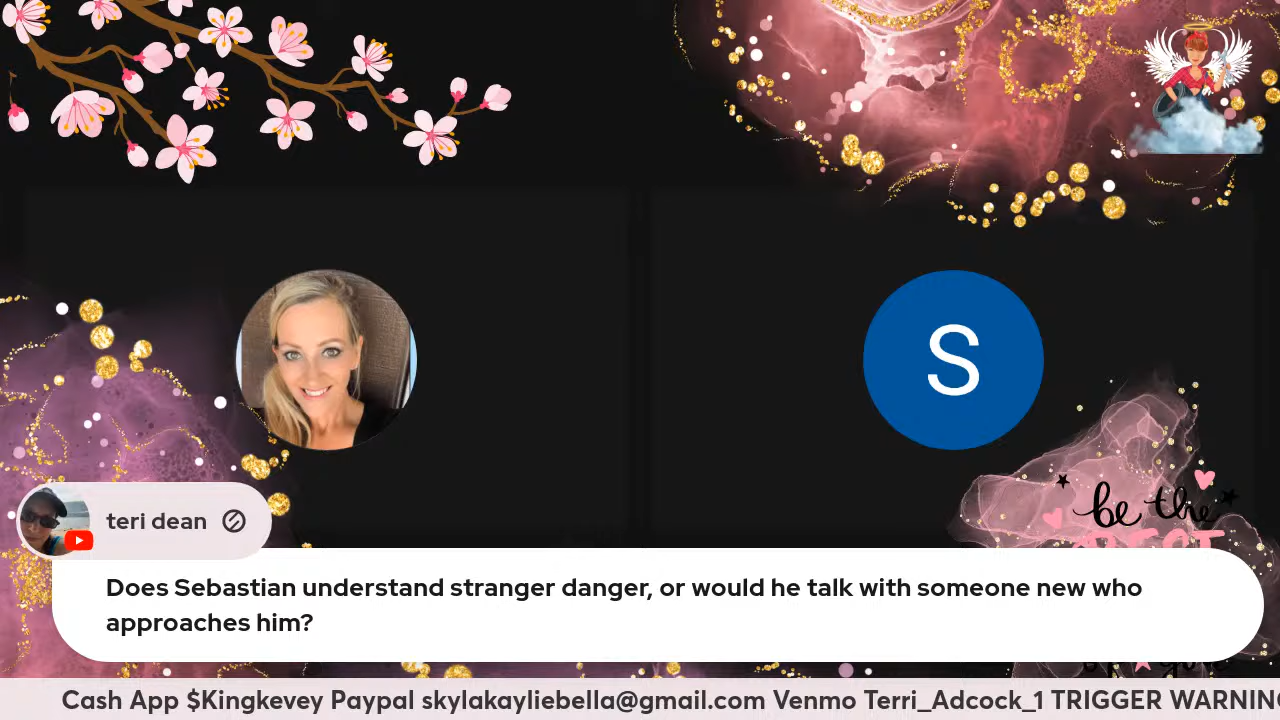 S
be the
teri dean
Does Sebastian understand stranger danger, or would he talk with someone new who
approaches him?
Cash App $Kingkevey Paypal skylakayliebella@gmail.com Venmo Terri_Adcock_1 TRIGGER WARNING